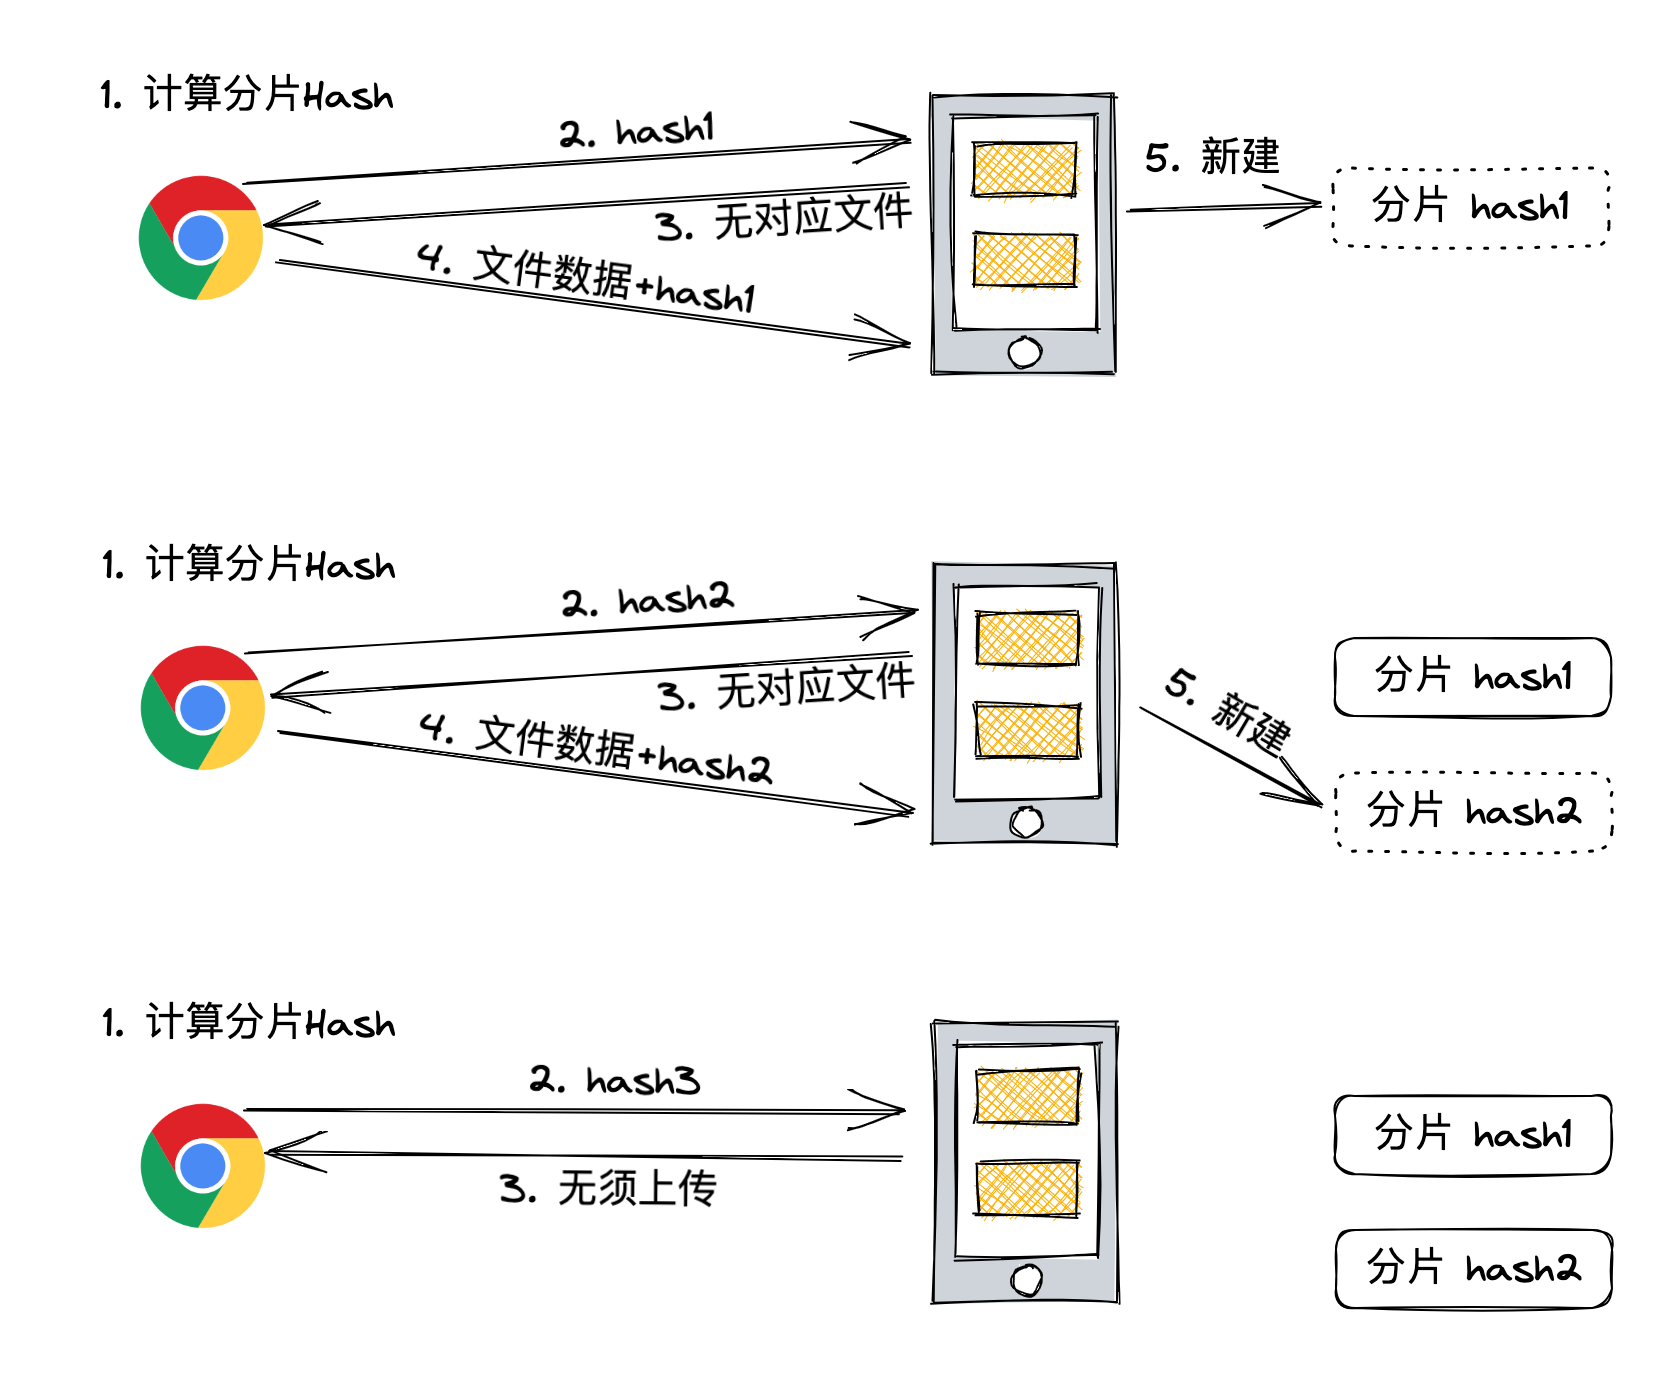 1. 计算分片Hash
2. hash1
3. 无对应文件
4. 文件数据+hash1
5. 新建
分片 hash1
1. 计算分片Hash
2. hash2
3. 无对应文件
4. 文件数据+hash2
5. 新建
分片 hash1
分片 hash2
1. 计算分片Hash
2. hash3
3. 无须上传
分片 hash1
分片 hash2